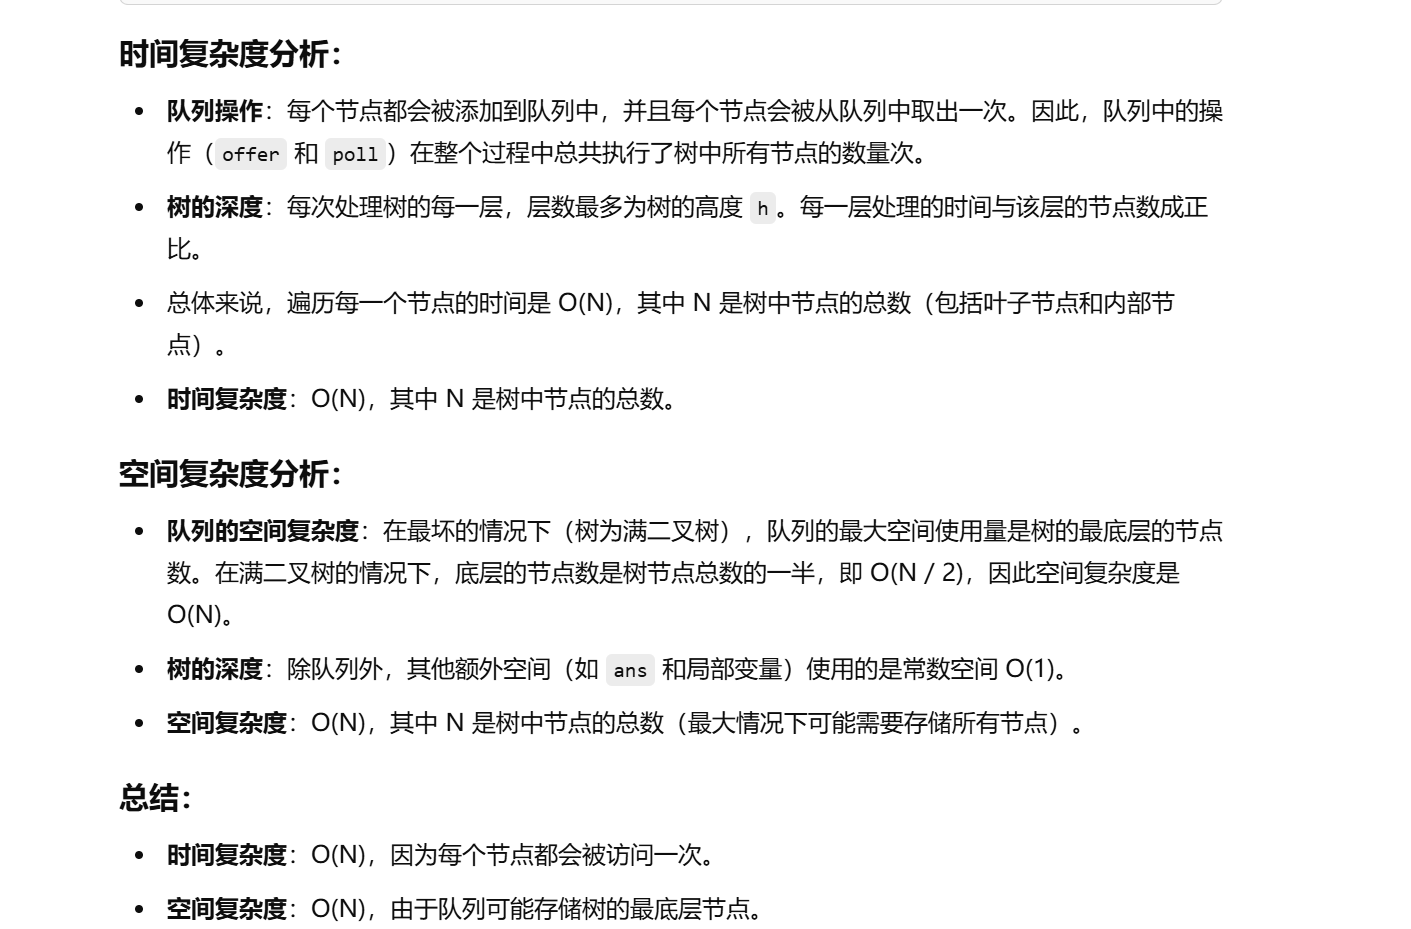 时间复杂度分析：
队列操作：每个节点都会被添加到队列中，并且每个节点会被从队列中取出一次。因此，队列中的操
作（offer 和 poll）在整个过程中总共执行了树中所有节点的数量次。
树的深度：每次处理树的每一层，层数最多为树的高度 h。每一层处理的时间与该层的节点数成正
比。
总体来说，遍历每一个节点的时间是 O(N)，其中 N 是树中节点的总数（包括叶子节点和内部节
点）。
时间复杂度：O(N)，其中 N 是树中节点的总数。
空间复杂度分析：
队列的空间复杂度：在最坏的情况下（树为满二叉树），队列的最大空间使用量是树的最底层的节点
数。在满二叉树的情况下，底层的节点数是树节点总数的一半，即 O(N / 2)，因此空间复杂度是
O(N)。
树的深度：除队列外，其他额外空间（如 ans 和局部变量）使用的是常数空间 O(1)。
空间复杂度：O(N)，其中 N 是树中节点的总数（最大情况下可能需要存储所有节点）。
总结：
时间复杂度：O(N)，因为每个节点都会被访问一次。
空间复杂度：O(N)，由于队列可能存储树的最底层节点。